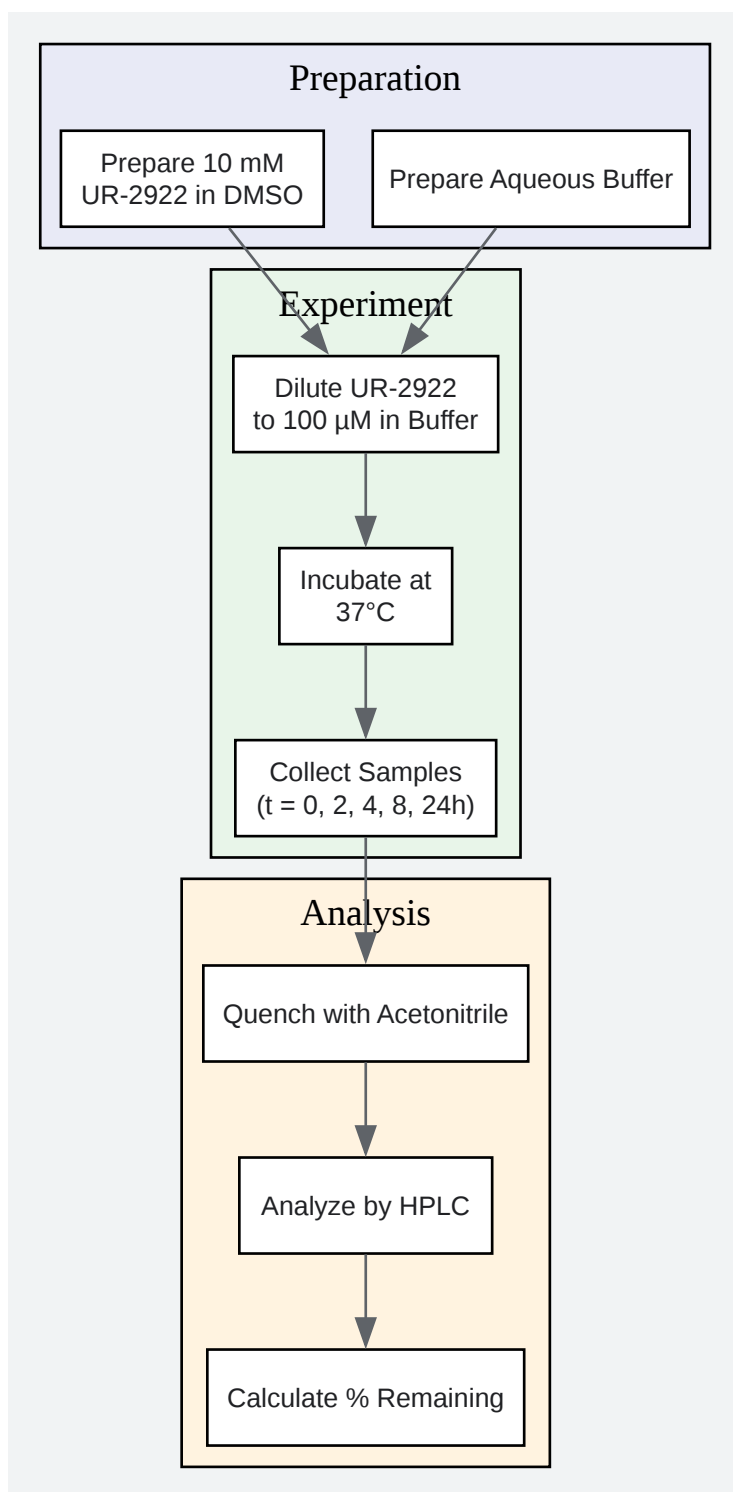 Preparation
Prepare 10 mM
UR-2922 in DMSO
Prepare Aqueous Buffer
Experiment
Dilute UR-2922
to 100 µM in Buffer
Incubate at
37°C
Collect Samples
(t = 0, 2, 4, 8, 24h)
Analysis
Quench with Acetonitrile
Analyze by HPLC
Calculate % Remaining